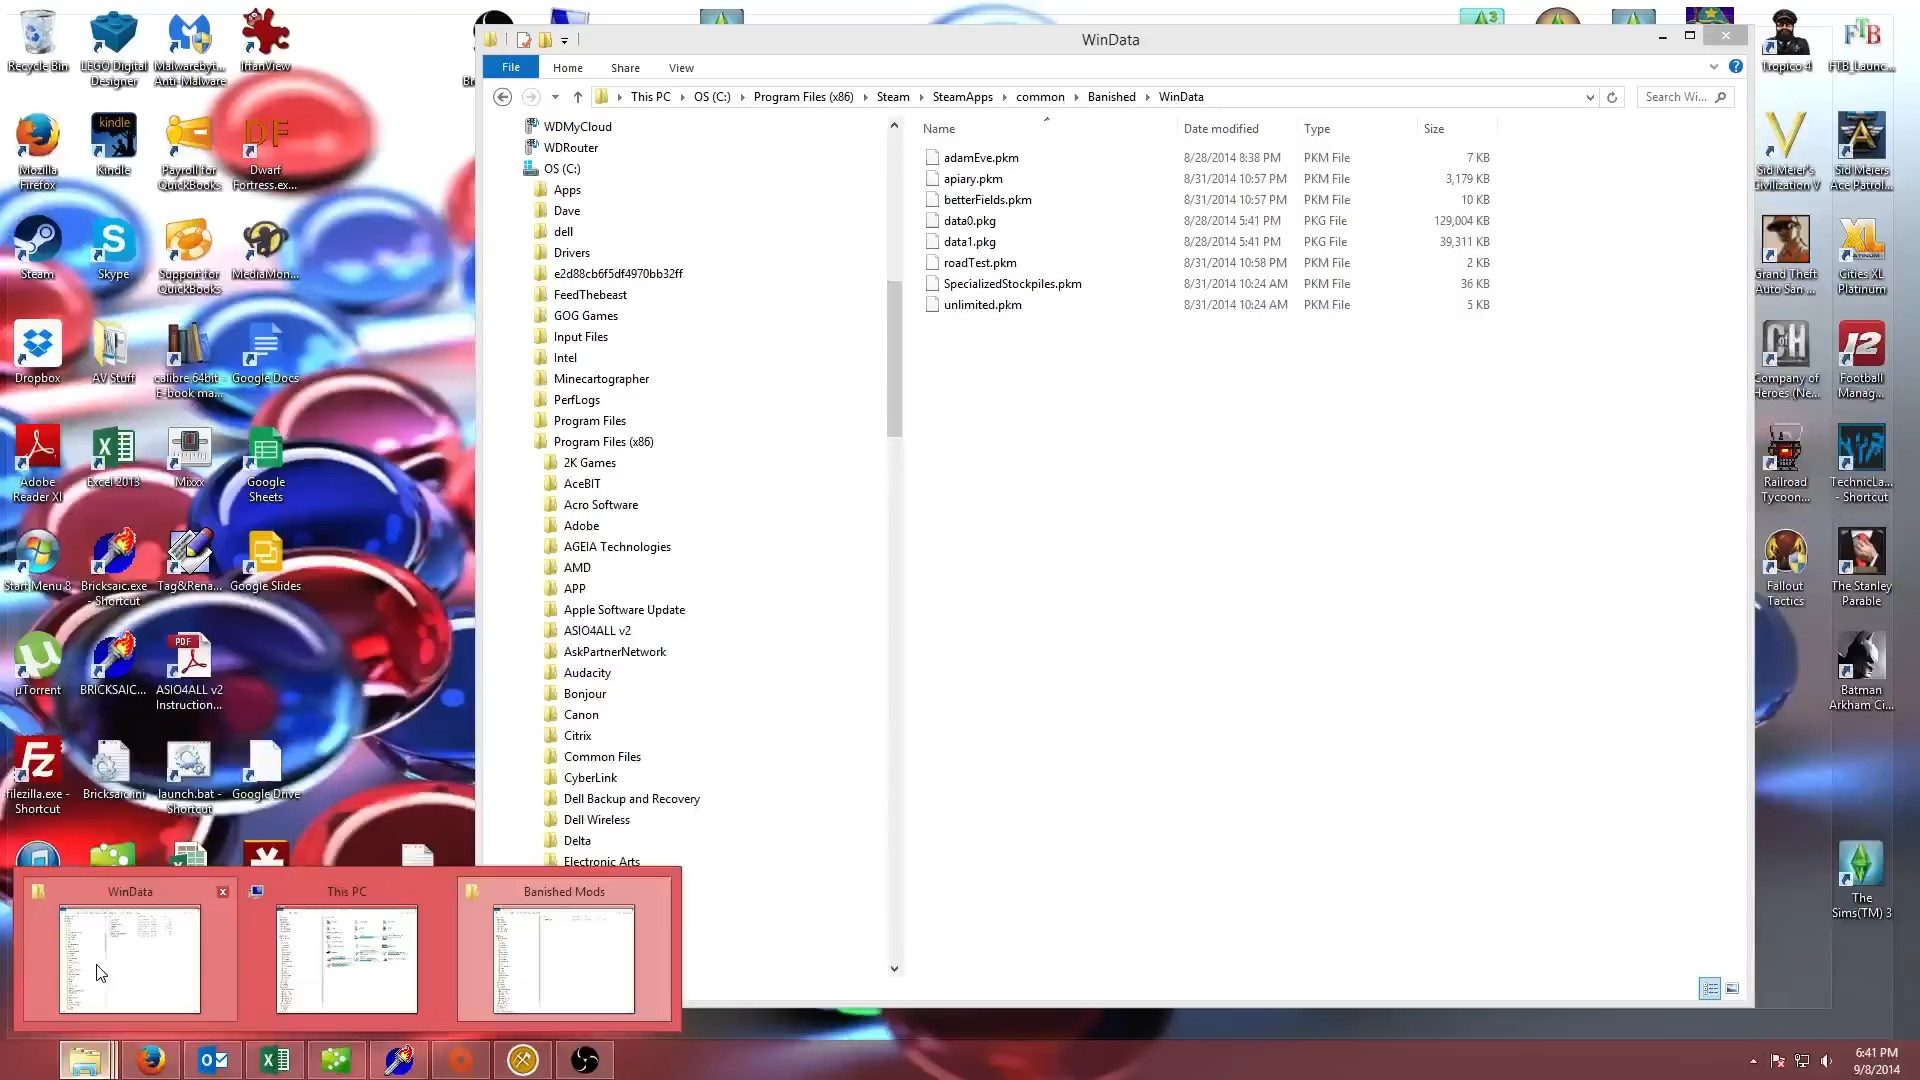 Recycle Bin
LEGO Digital
Designer
Malwarebyt...
Anti-Malware
IrfanView
Mozilla
Firefox
Kindle
kindle
Payroll for
QuickBooks
DF
Dwarf
Fortress.ex...
Steam
Skype
Support for
QuickBooks
MediaMon...
Dropbox
AV Stuff
calibre 64bit -
E-book ma...
Google Docs
Adobe
Reader XI
Excel 2013
Mixxx
Google
Sheets
Start Menu 8
Bricksaic.exe
- Shortcut
Tag&Rena...
Google Slides
µTorrent
BRICKSAIC...
PDF
ASIO4ALL v2
Instruction...
filezilla.exe -
Shortcut
Bricksaic.ini
launch.bat -
Shortcut
Google Drive
WinData
File
Home
Share
View
This PC
OS (C:)
Program Files (x86)
Steam
SteamApps
common
Banished
WinData
Search Wi...
WDMyCloud
WDRouter
OS (C:)
Apps
Dave
dell
Drivers
e2d88cb6f5df4970bb32ff
FeedThebeast
GOG Games
Input Files
Intel
Minecartographer
PerfLogs
Program Files
Program Files (x86)
2K Games
AceBIT
Acro Software
Adobe
AGEIA Technologies
AMD
APP
Apple Software Update
ASIO4ALL v2
AskPartnerNetwork
Audacity
Bonjour
Canon
Citrix
Common Files
CyberLink
Dell Backup and Recovery
Dell Wireless
Delta
Electronic Arts
Name Date modified Type Size
adamEve.pkm 8/28/2014 8:38 PM PKM File 7 KB
apiary.pkm 8/31/2014 10:57 PM PKM File 3,179 KB
betterFields.pkm 8/31/2014 10:57 PM PKM File 10 KB
data0.pkg 8/28/2014 5:41 PM PKG File 129,004 KB
data1.pkg 8/28/2014 5:41 PM PKG File 39,311 KB
roadTest.pkm 8/31/2014 10:58 PM PKM File 2 KB
SpecializedStockpiles.pkm 8/31/2014 10:24 AM PKM File 36 KB
unlimited.pkm 8/31/2014 10:24 AM PKM File 5 KB
Tropico 4
FTB
FTB_Launc...
Sid Meier's
Civilization V
Sid Meiers
Ace Patrol...
Grand Theft
Auto San ...
XL
Cities XL
Platinum
Company of
Heroes (Ne...
12
Football
Manag...
Railroad
Tycoon...
TechnicLa...
- Shortcut
Fallout
Tactics
The Stanley
Parable
Batman
Arkham Ci...
The
Sims(TM) 3
WinData
This PC
Banished Mods
6:41 PM
9/8/2014